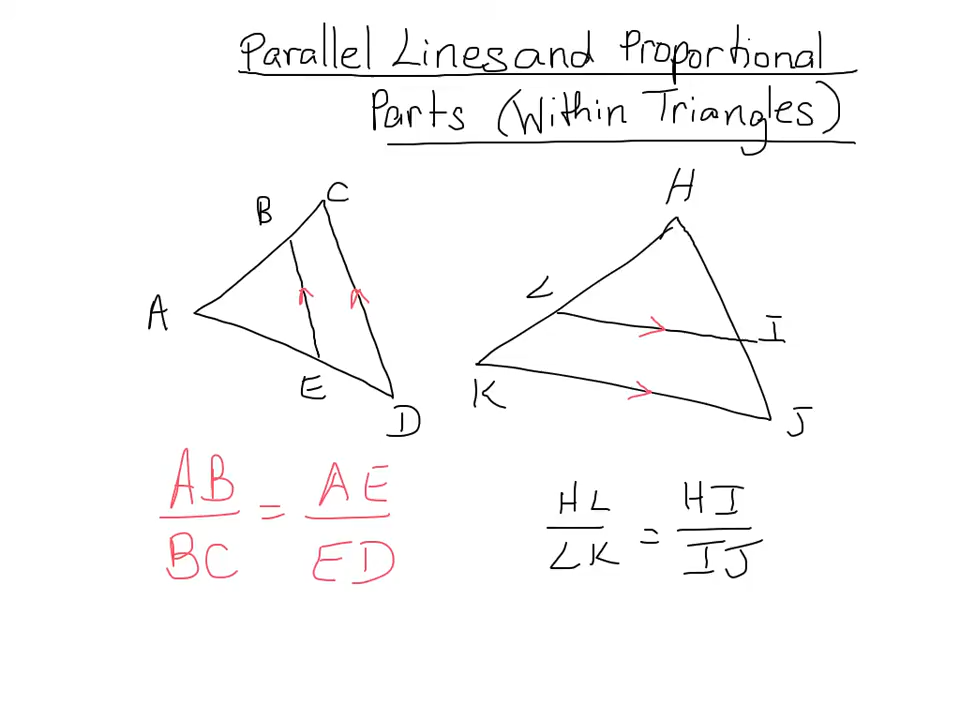 Parallel Lines and Proportional
Parts (Within Triangles)
C
B
H
A
L
I
E
K
D
J
AB/BC = AE/ED
HL/LK = HI/IJ